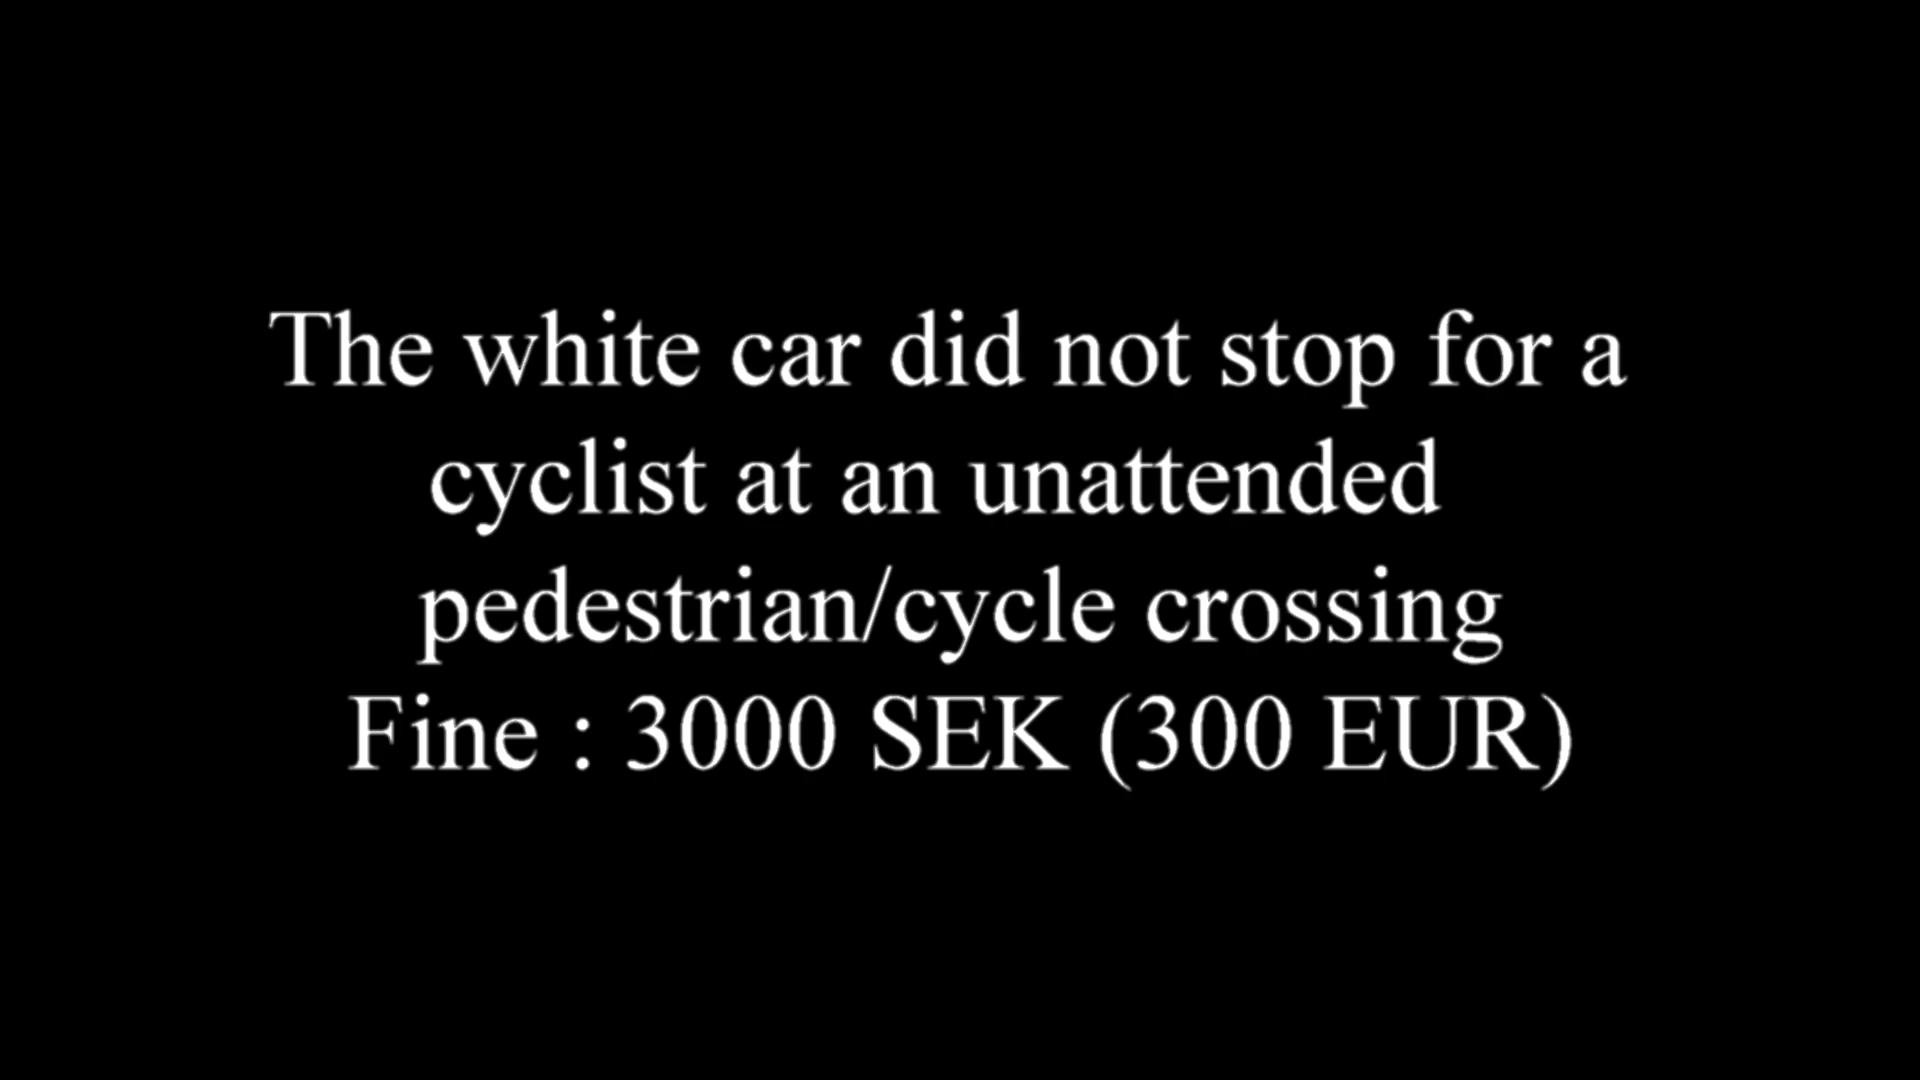 The white car did not stop for a
cyclist at an unattended
pedestrian/cycle crossing
Fine : 3000 SEK (300 EUR)